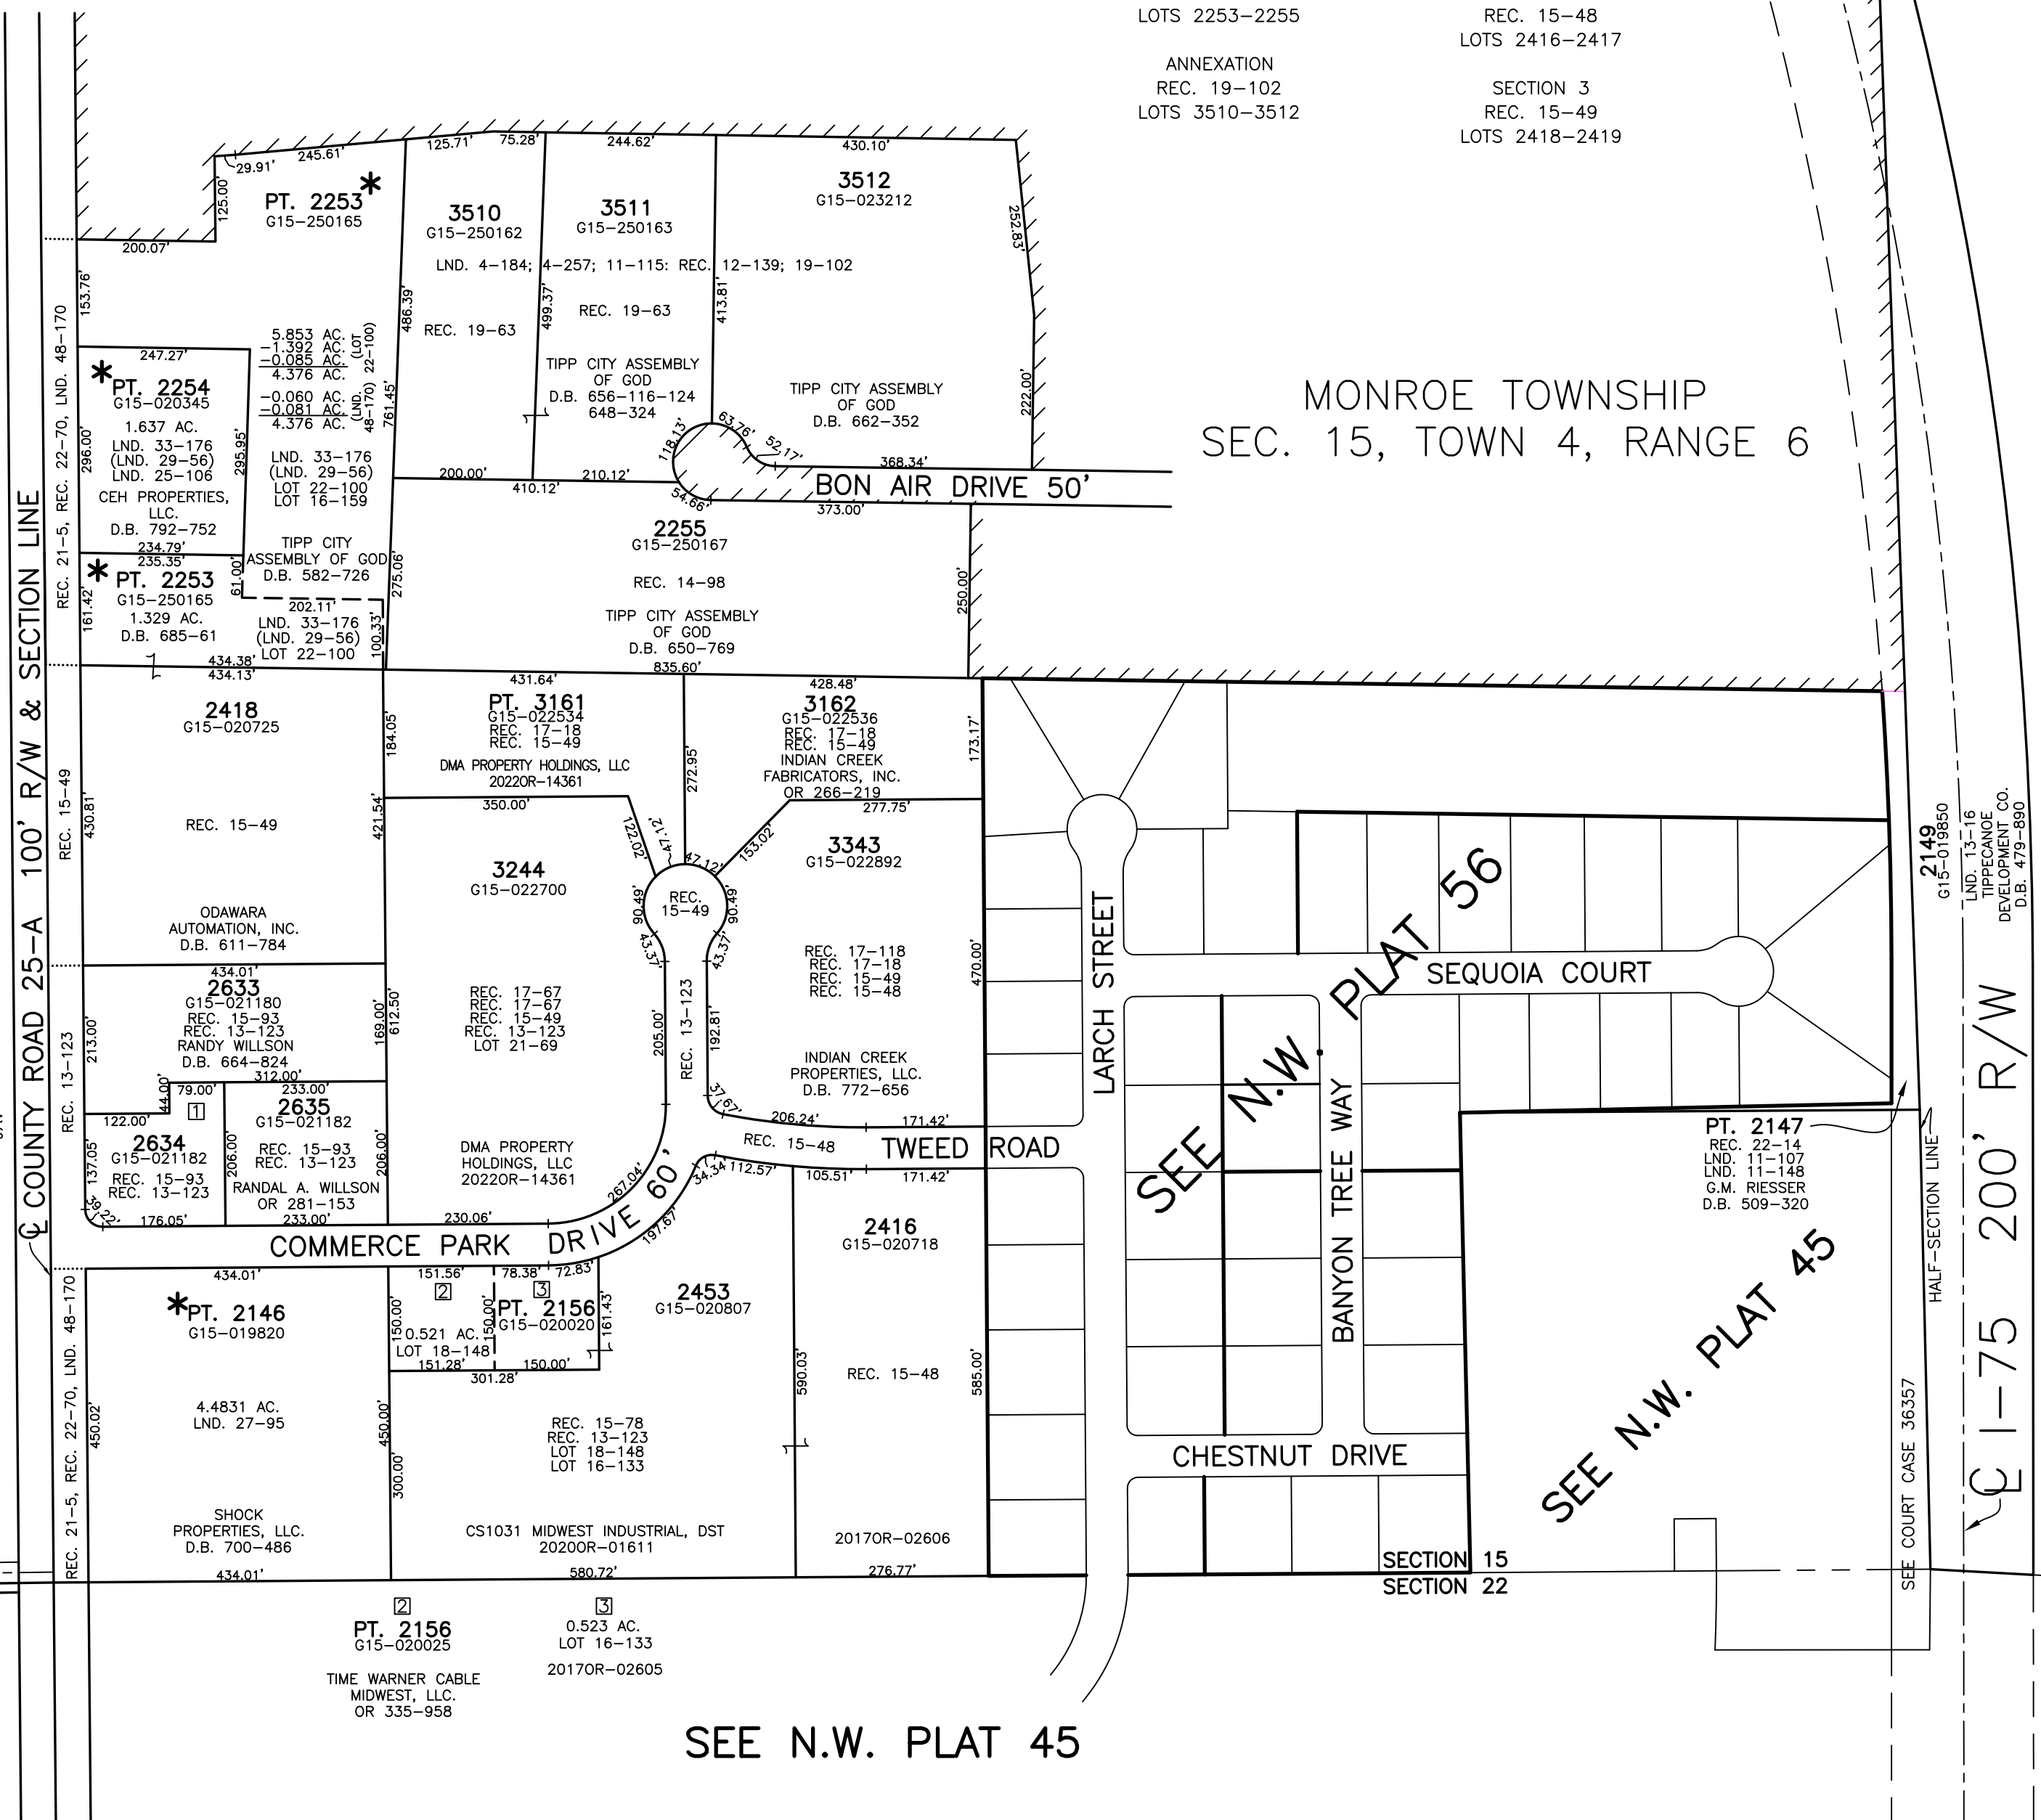 LOTS 2253-2255
ANNEXATION
REC. 19-102
LOTS 3510-3512
REC. 15-48
LOTS 2416-2417
SECTION 3
REC. 15-49
LOTS 2418-2419
29.91'
245.61'
125.71'
75.28'
244.62'
430.10'
125.00'
200.07'
153.76'
PT. 2253 *
G15-250165
3510
G15-250162
3511
G15-250163
3512
G15-023212
252.83'
222.00'
LND. 4-184; 4-257; 11-115: REC. 12-139; 19-102
486.39'
REC. 19-63
499.37'
REC. 19-63
413.81'
TIPP CITY ASSEMBLY
OF GOD
D.B. 656-116-124
648-324
TIPP CITY ASSEMBLY
OF GOD
D.B. 662-352
5.853 AC.
-1.392 AC.
-0.085 AC.
4.376 AC.
(LOT
22-100)
-0.060 AC.
-0.081 AC.
4.376 AC.
(LND.
48-170)
761.45'
LND. 33-176
(LND. 29-56)
LOT 22-100
LOT 16-159
TIPP CITY
ASSEMBLY OF GOD
D.B. 582-726
247.27'
* PT. 2254
G15-020345
1.637 AC.
LND. 33-176
(LND. 29-56)
LND. 25-106
CEH PROPERTIES,
LLC.
D.B. 792-752
296.00'
295.95'
234.79'
235.35'
* PT. 2253
G15-250165
1.329 AC.
D.B. 685-61
161.42'
61.00'
202.11'
LND. 33-176
(LND. 29-56)
LOT 22-100
100.33'
275.06'
434.38'
434.13'
118.13'
63.76'
52.17'
368.34'
200.00'
210.12'
410.12'
54.66'
373.00'
BON AIR DRIVE 50'
2255
G15-250167
REC. 14-98
TIPP CITY ASSEMBLY
OF GOD
D.B. 650-769
250.00'
835.60'
MONROE TOWNSHIP
SEC. 15, TOWN 4, RANGE 6
REC. 21-5, REC. 22-70, LND. 48-170
REC. 15-49
REC. 13-123
REC. 21-5, REC. 22-70, LND. 48-170
COUNTY ROAD 25-A 100' R/W & SECTION LINE
2418
G15-020725
REC. 15-49
ODAWARA
AUTOMATION, INC.
D.B. 611-784
430.81'
184.05'
421.54'
434.01'
431.64'
PT. 3161
G15-022534
REC. 17-18
REC. 15-49
DMA PROPERTY HOLDINGS, LLC
2022OR-14361
350.00'
122.02'
47.12'
272.95'
428.48'
3162
G15-022536
REC. 17-18
REC. 15-49
INDIAN CREEK
FABRICATORS, INC.
OR 266-219
173.17'
277.75'
153.02'
47.12'
3244
G15-022700
REC. 17-67
REC. 17-67
REC. 15-49
REC. 13-123
LOT 21-69
DMA PROPERTY
HOLDINGS, LLC
2022OR-14361
REC.
15-49
90.49'
90.49'
43.37'
43.37'
205.00'
REC. 13-123
192.81'
37.67'
3343
G15-022892
REC. 17-118
REC. 17-18
REC. 15-49
REC. 15-48
INDIAN CREEK
PROPERTIES, LLC.
D.B. 772-656
470.00'
206.24'
171.42'
2633
G15-021180
REC. 15-93
REC. 13-123
RANDY WILLSON
D.B. 664-824
213.00'
169.00'
612.50'
312.00'
44.00'
79.00'
233.00'
122.00'
1
2634
G15-021182
REC. 15-93
REC. 13-123
137.05'
39.22'
176.05'
206.00'
2635
G15-021182
REC. 15-93
REC. 13-123
RANDAL A. WILLSON
OR 281-153
206.00'
233.00'
230.06'
267.04'
REC. 15-48
TWEED ROAD
34.34'
112.57'
105.51'
171.42'
197.67'
COMMERCE PARK DRIVE 60'
434.01'
*PT. 2146
G15-019820
4.4831 AC.
LND. 27-95
SHOCK
PROPERTIES, LLC.
D.B. 700-486
450.02'
450.00'
300.00'
434.01'
151.56'
78.38'
72.83'
2
3
150.00'
150.00'
161.43'
0.521 AC.
LOT 18-148
PT. 2156
G15-020020
151.28'
150.00'
301.28'
2453
G15-020807
REC. 15-78
REC. 13-123
LOT 18-148
LOT 16-133
CS1031 MIDWEST INDUSTRIAL, DST
2020OR-01611
580.72'
590.03'
2416
G15-020718
REC. 15-48
2017OR-02606
585.00'
276.77'
LARCH STREET
SEQUOIA COURT
BANYON TREE WAY
CHESTNUT DRIVE
SEE N.W. PLAT 56
PT. 2147
REC. 22-14
LND. 11-107
LND. 11-148
G.M. RIESSER
D.B. 509-320
SEE N.W. PLAT 45
HALF-SECTION LINE
SEE COURT CASE 36357
2149
G15-019850
LND. 13-16
TIPPECANOE
DEVELOPMENT CO.
D.B. 479-890
I-75 200' R/W
SECTION 15
SECTION 22
2
PT. 2156
G15-020025
TIME WARNER CABLE
MIDWEST, LLC.
OR 335-958
3
0.523 AC.
LOT 16-133
2017OR-02605
SEE N.W. PLAT 45